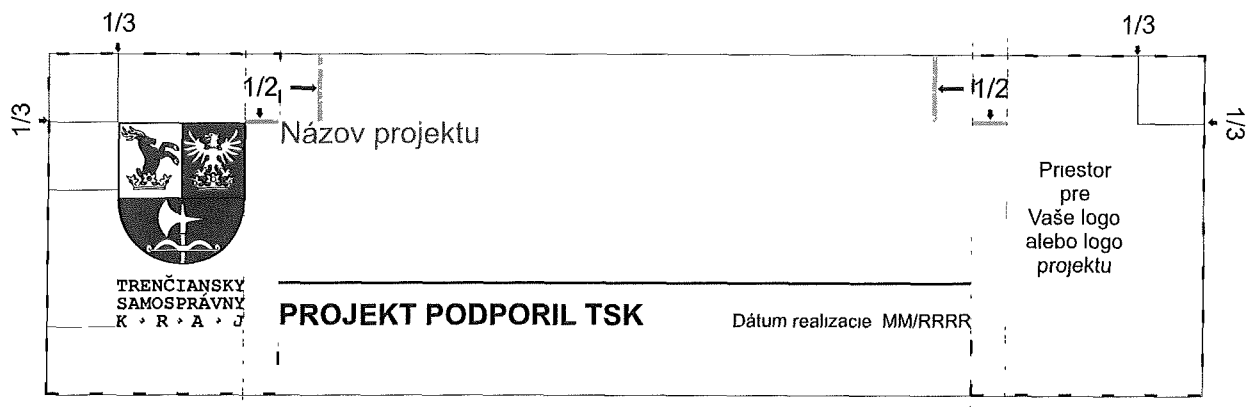 1/3
1/3
1/2
1/2
1/3
1/3
Názov projektu
Priestor
pre
Vaše logo
alebo logo
projektu
TRENČIANSKY
SAMOSPRÁVNY
K • R • A • J
PROJEKT PODPORIL TSK
Dátum realizacie MM/RRRR